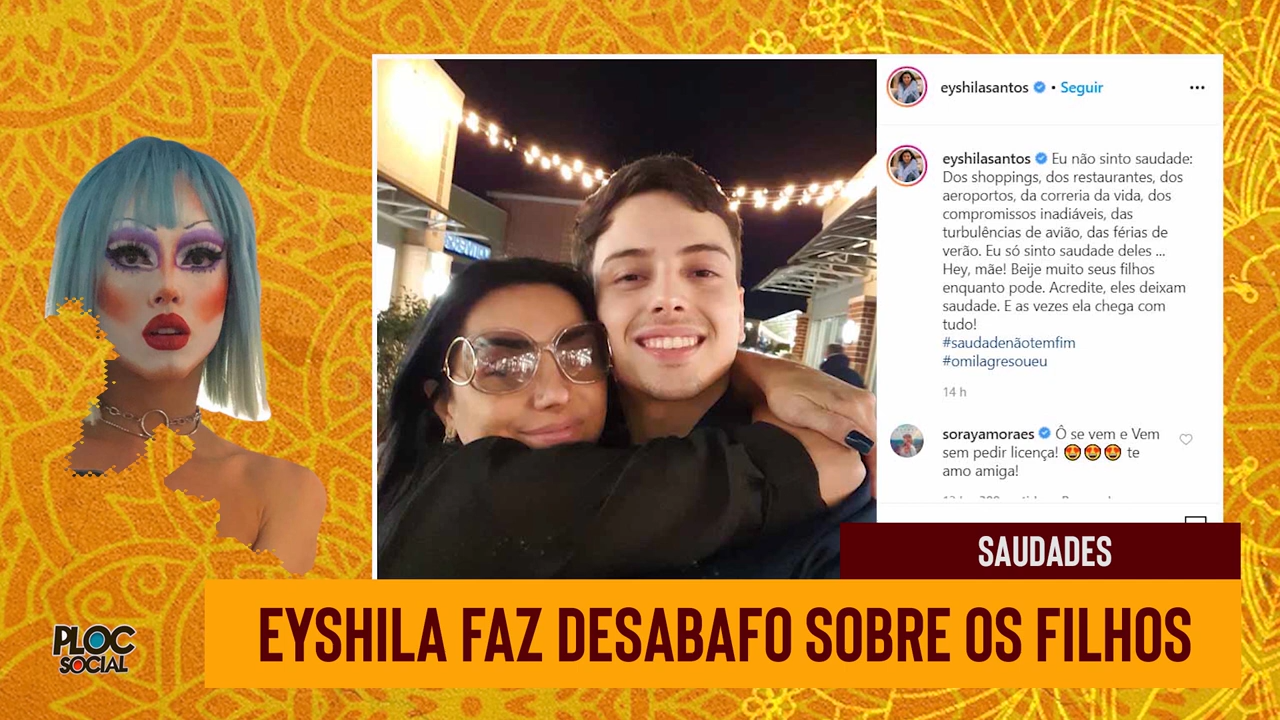 eyshilasantos • Seguir
eyshilasantos Eu não sinto saudade:
Dos shoppings, dos restaurantes, dos
aeroportos, da correria da vida, dos
compromissos inadiáveis, das
turbulências de avião, das férias de
verão. Eu só sinto saudade deles ...
Hey, mãe! Beije muito seus filhos
enquanto pode. Acredite, eles deixam
saudade. E as vezes ela chega com
tudo!
#saudadenãotemfim
#omilagresoueu
14 h
sorayamoraes Ô se vem e Vem
sem pedir licença! 😍😍😍 te
amo amiga!
SAUDADES
EYSHILA FAZ DESABAFO SOBRE OS FILHOS
PLOC
SOCIAL